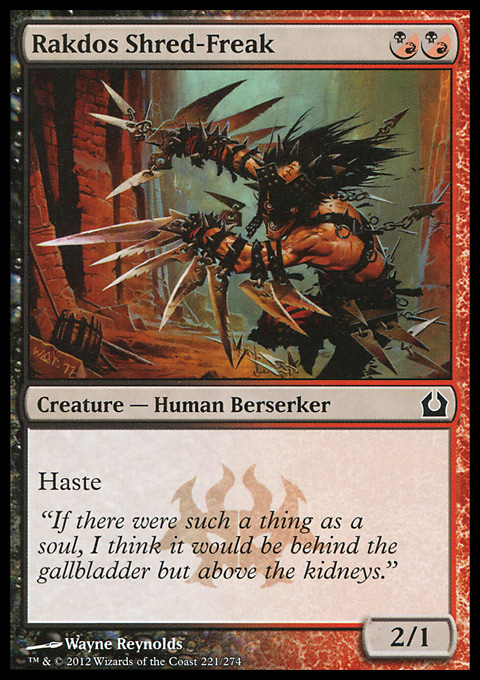 Rakdos Shred-Freak
Creature — Human Berserker
Haste
“If there were such a thing as a
soul, I think it would be behind the
gallbladder but above the kidneys.”
2/1
Wayne Reynolds
™ & © 2012 Wizards of the Coast 221/274